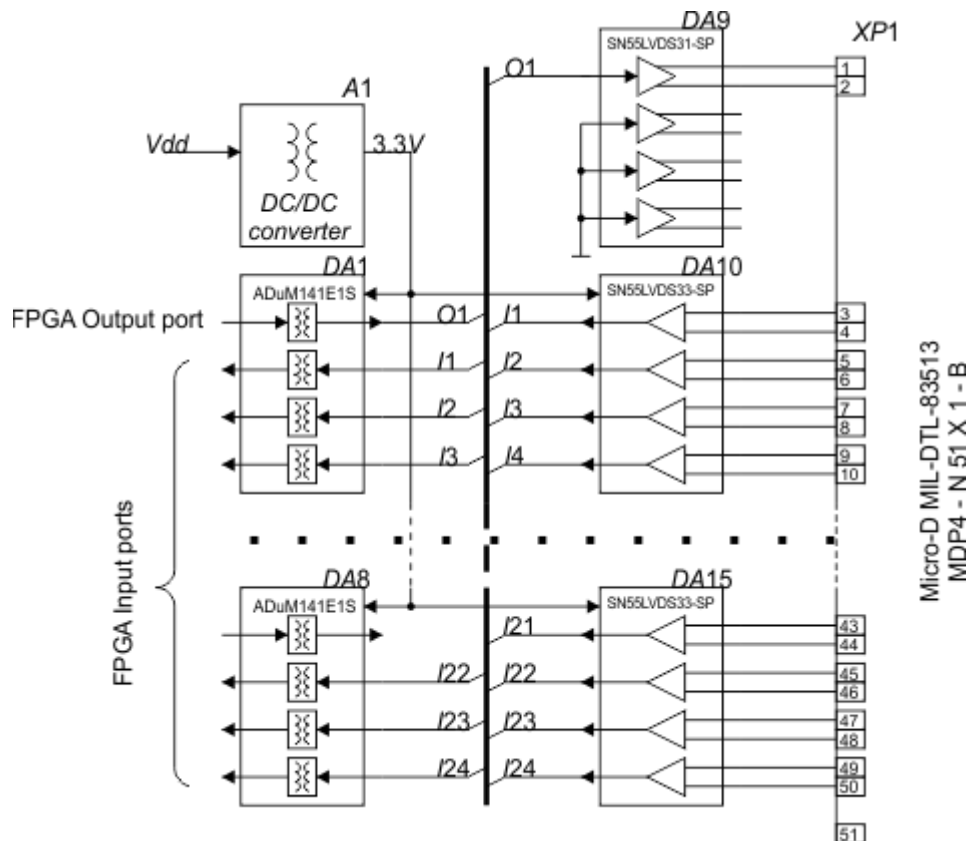 DA9
XP1
SN55LVDS31-SP
O1
1
2
A1
Vdd
3.3V
DC/DC
converter
DA1
DA10
ADuM141E1S
SN55LVDS33-SP
FPGA Output port
O1
I1
3
4
I1
I2
5
6
I2
I3
7
8
I3
I4
9
10
FPGA Input ports
Micro-D MIL-DTL-83513
MDP4 - N 51 X 1 - B
DA8
DA15
ADuM141E1S
SN55LVDS33-SP
I21
43
44
I22
I22
45
46
I23
I23
47
48
I24
I24
49
50
51